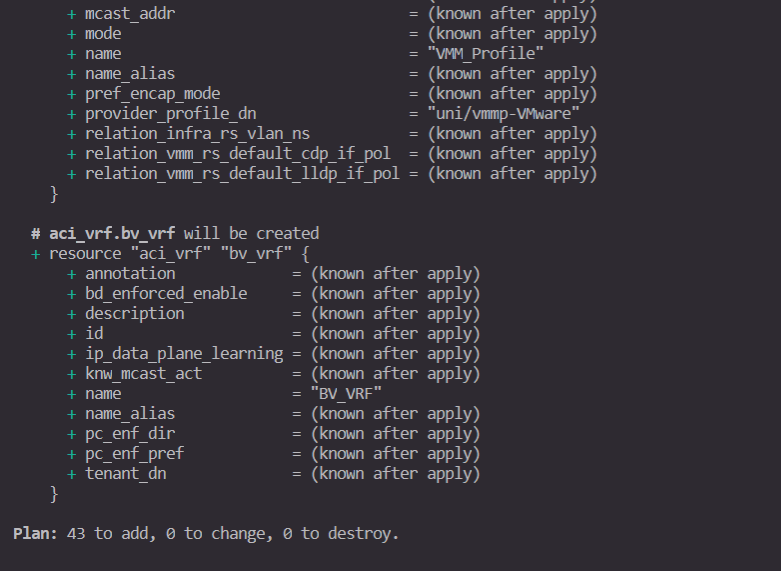 + mcast_addr = (known after apply)
+ mode = (known after apply)
+ name = "VMM_Profile"
+ name_alias = (known after apply)
+ pref_encap_mode = (known after apply)
+ provider_profile_dn = "uni/vmmp-VMware"
+ relation_infra_rs_vlan_ns = (known after apply)
+ relation_vmm_rs_default_cdp_if_pol = (known after apply)
+ relation_vmm_rs_default_lldp_if_pol = (known after apply)
}
# aci_vrf.bv_vrf will be created
+ resource "aci_vrf" "bv_vrf" {
+ annotation = (known after apply)
+ bd_enforced_enable = (known after apply)
+ description = (known after apply)
+ id = (known after apply)
+ ip_data_plane_learning = (known after apply)
+ knw_mcast_act = (known after apply)
+ name = "BV_VRF"
+ name_alias = (known after apply)
+ pc_enf_dir = (known after apply)
+ pc_enf_pref = (known after apply)
+ tenant_dn = (known after apply)
}
Plan: 43 to add, 0 to change, 0 to destroy.